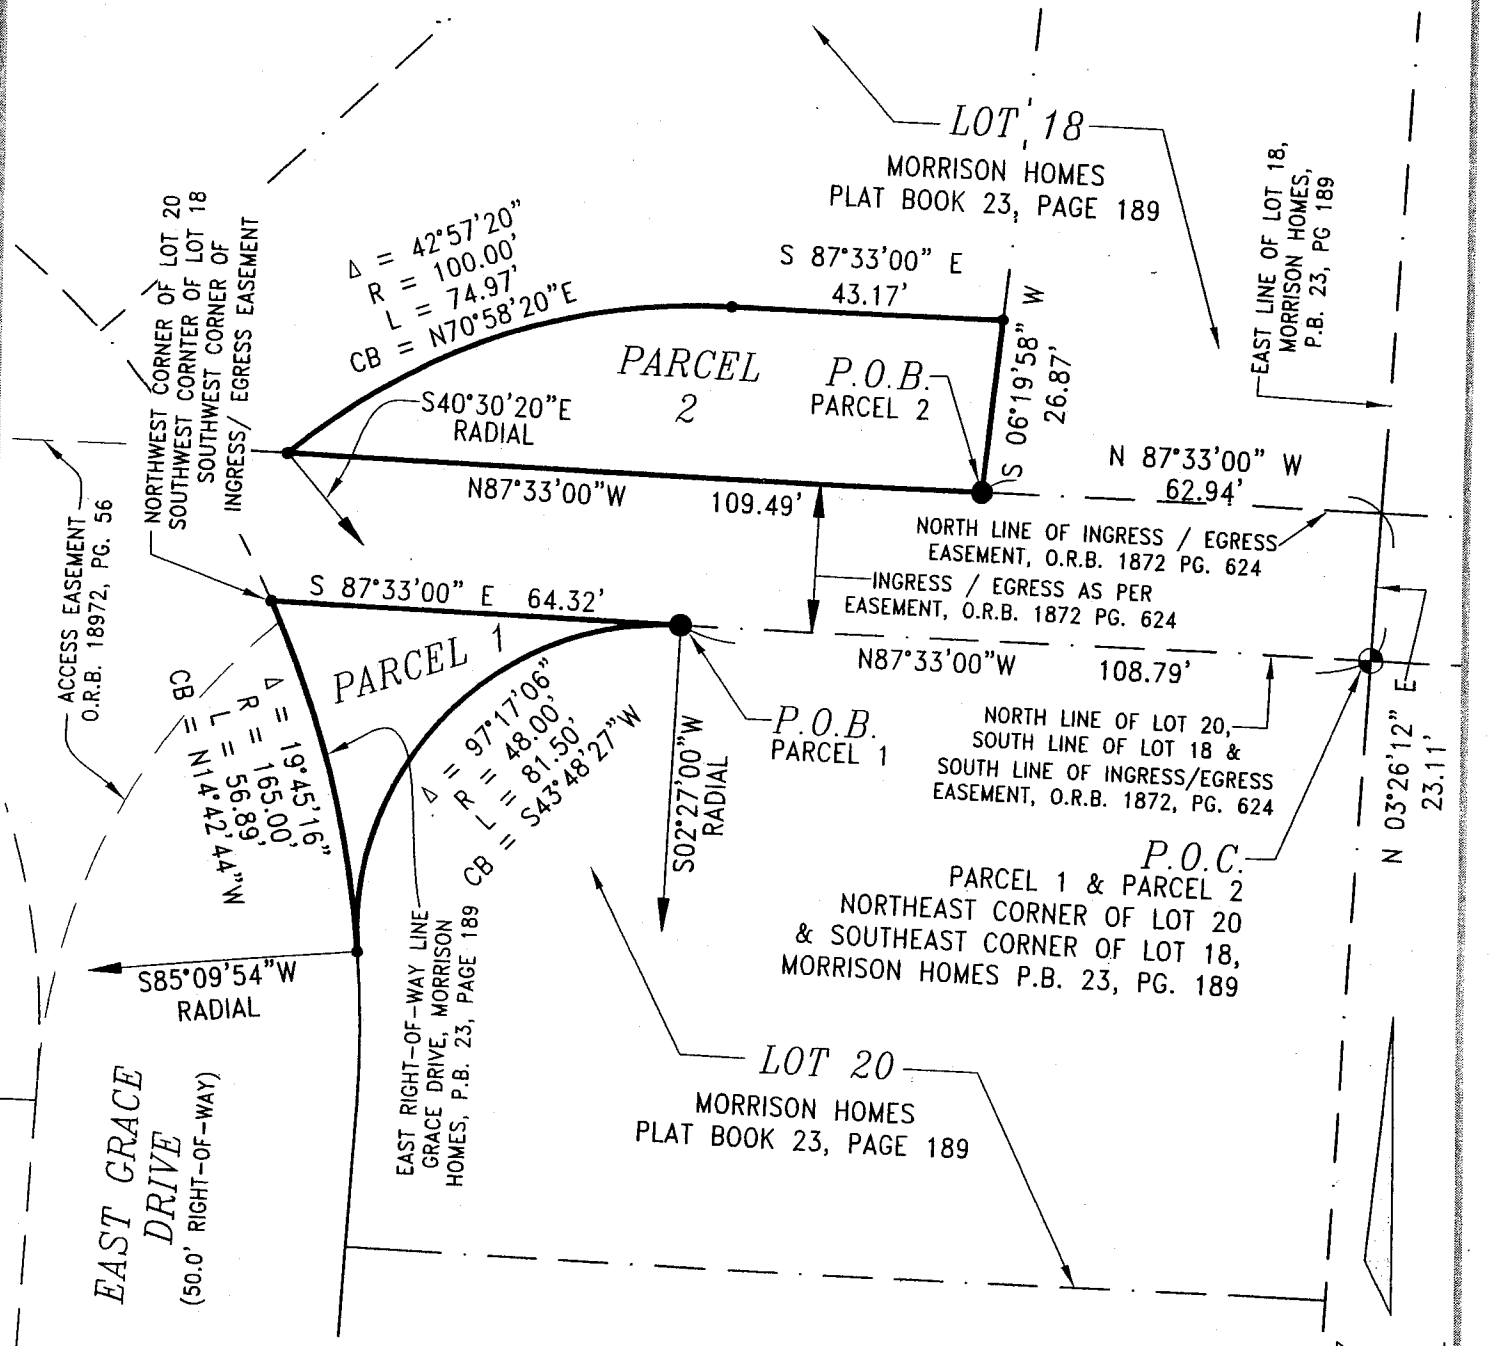 LOT 18
MORRISON HOMES
PLAT BOOK 23, PAGE 189
EAST LINE OF LOT 18,
MORRISON HOMES,
P.B. 23, PG 189
NORTHWEST CORNER OF LOT 20
SOUTHWEST CORNTER OF LOT 18
SOUTHWEST CORNER OF
INGRESS/ EGRESS EASEMENT
Δ = 42°57'20"
R = 100.00'
L = 74.97'
CB = N70°58'20"E
S 87°33'00" E
43.17'
PARCEL
2
P.O.B.
PARCEL 2
S 06°19'58" W
26.87'
S40°30'20"E
RADIAL
N87°33'00"W 109.49'
N 87°33'00" W
62.94'
NORTH LINE OF INGRESS / EGRESS
EASEMENT, O.R.B. 1872 PG. 624
INGRESS / EGRESS AS PER
EASEMENT, O.R.B. 1872 PG. 624
ACCESS EASEMENT
O.R.B. 18972, PG. 56
S 87°33'00" E 64.32'
PARCEL 1
N87°33'00"W 108.79'
Δ = 19°45'16"
R = 165.00'
L = 56.89'
CB = N14°42'44"W
Δ = 97°17'06"
R = 48.00'
L = 81.50'
CB = S43°48'27"W
S02°27'00"W
RADIAL
P.O.B.
PARCEL 1
NORTH LINE OF LOT 20,
SOUTH LINE OF LOT 18 &
SOUTH LINE OF INGRESS/EGRESS
EASEMENT, O.R.B. 1872, PG. 624
N 03°26'12" E
23.11'
P.O.C.
PARCEL 1 & PARCEL 2
NORTHEAST CORNER OF LOT 20
& SOUTHEAST CORNER OF LOT 18,
MORRISON HOMES P.B. 23, PG. 189
S85°09'54"W
RADIAL
EAST RIGHT-OF-WAY LINE
GRACE DRIVE, MORRISON
HOMES, P.B. 23, PAGE 189
LOT 20
MORRISON HOMES
PLAT BOOK 23, PAGE 189
EAST GRACE
DRIVE
(50.0' RIGHT-OF-WAY)